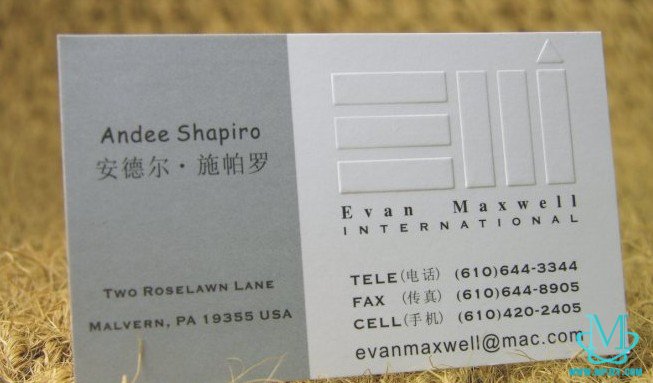 Andee Shapiro
安德尔·施帕罗
TWO ROSELAWN LANE
MALVERN, PA 19355 USA
Evan Maxwell
INTERNATIONAL
TELE(电话) (610)644-3344
FAX (传真) (610)644-8905
CELL(手机) (610)420-2405
evanmaxwell@mac.com